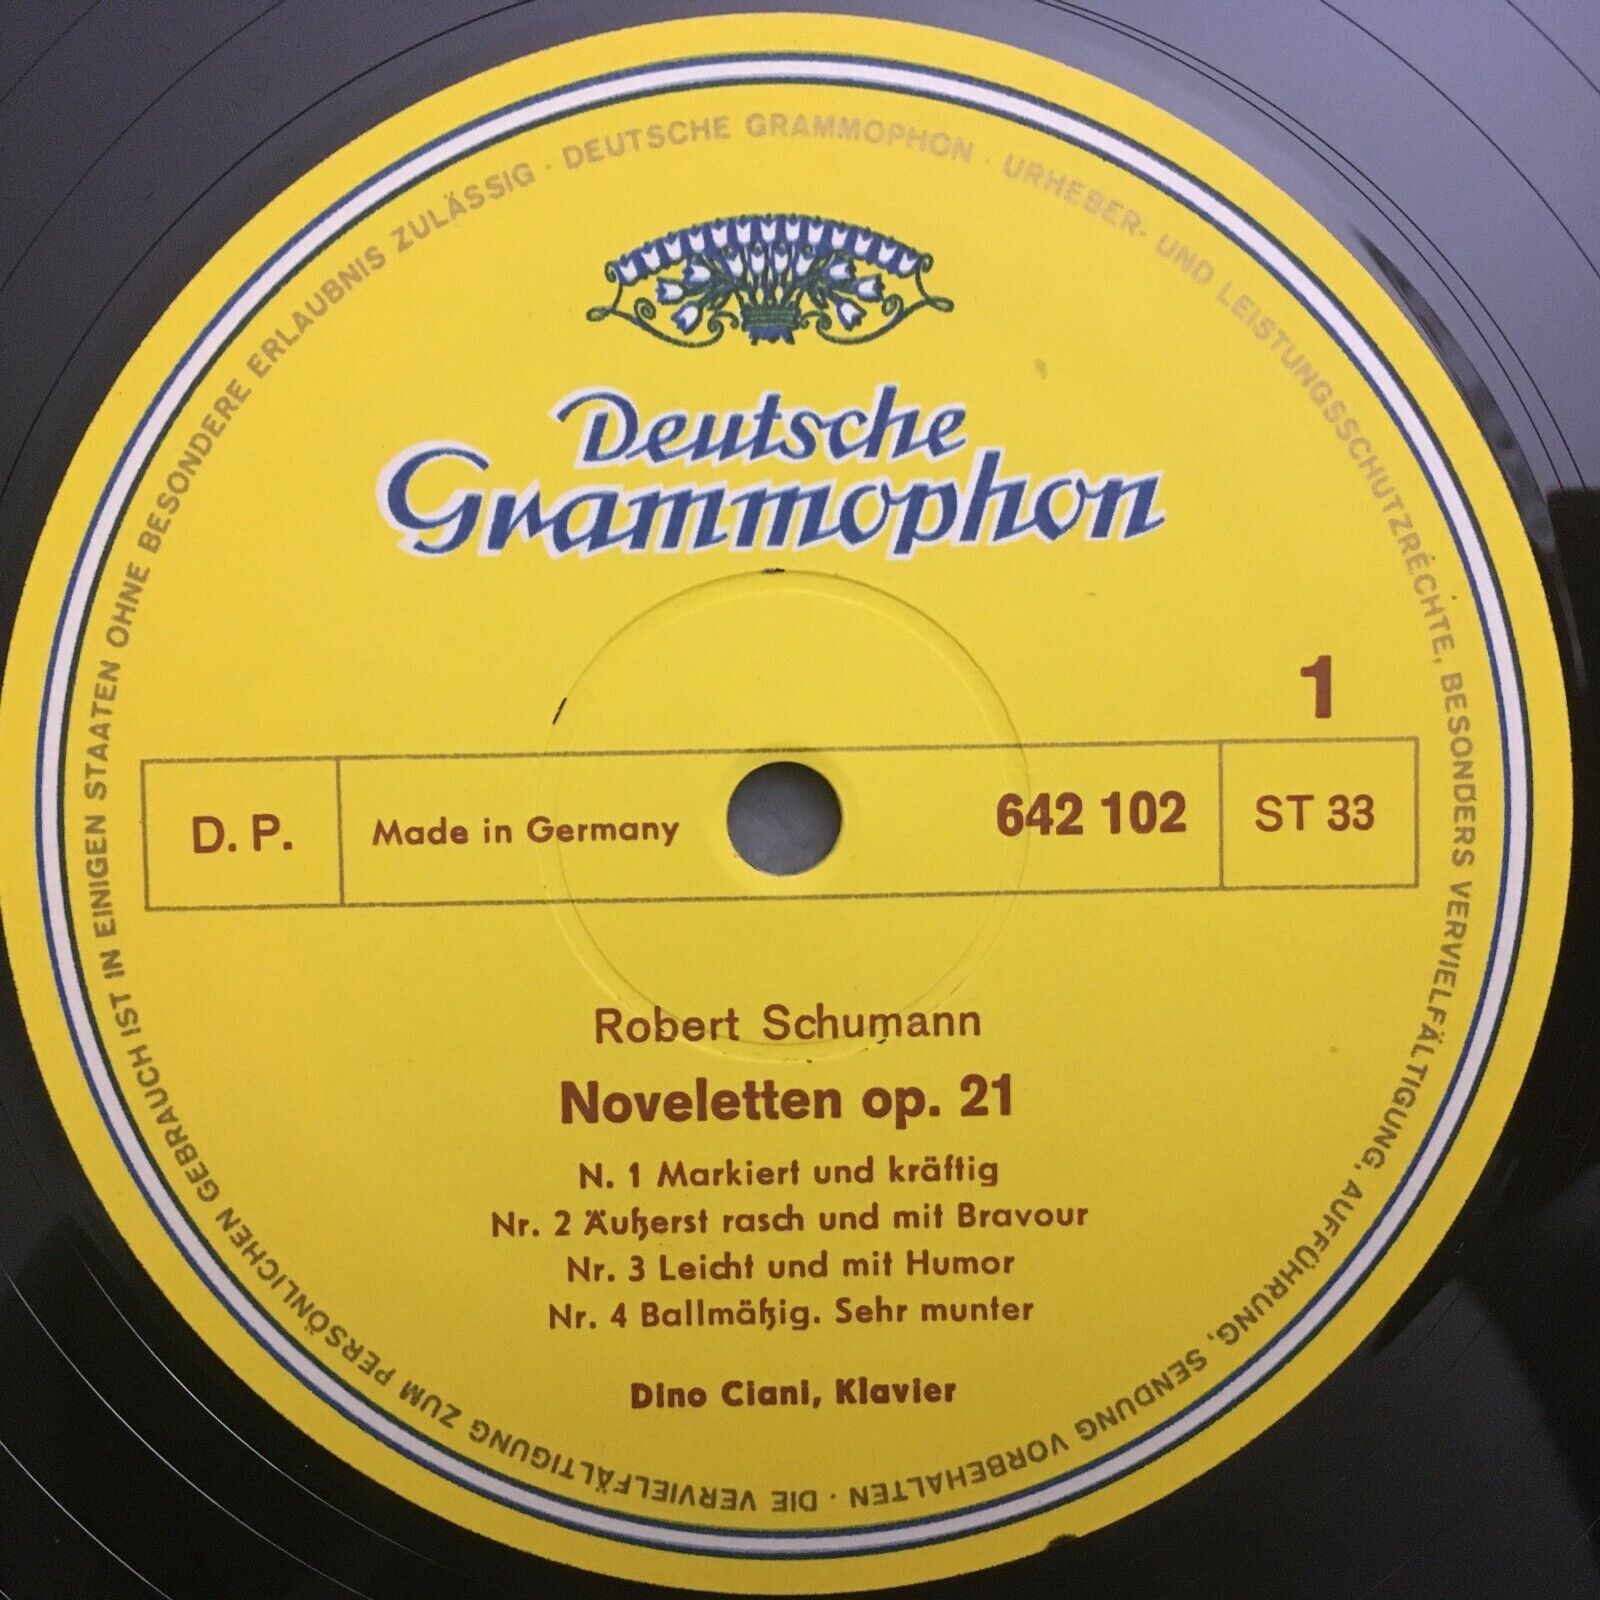 DEUTSCHE GRAMMOPHON · URHEBER- UND LEISTUNGSSCHUTZRECHTE, BESONDERS VERVIELFÄLTIGUNG, AUFFÜHRUNG, SENDUNG VORBEHALTEN · DIE VERVIELFÄLTIGUNG ZUM PERSÖNLICHEN GEBRAUCH IST IN EINIGEN STAATEN OHNE BESONDERE ERLAUBNIS ZULÄSSIG ·
Deutsche
Grammophon
1
D. P. Made in Germany 642 102 ST 33
Robert Schumann
Noveletten op. 21
N. 1 Markiert und kräftig
Nr. 2 Äußerst rasch und mit Bravour
Nr. 3 Leicht und mit Humor
Nr. 4 Ballmäßig. Sehr munter
Dino Ciani, Klavier